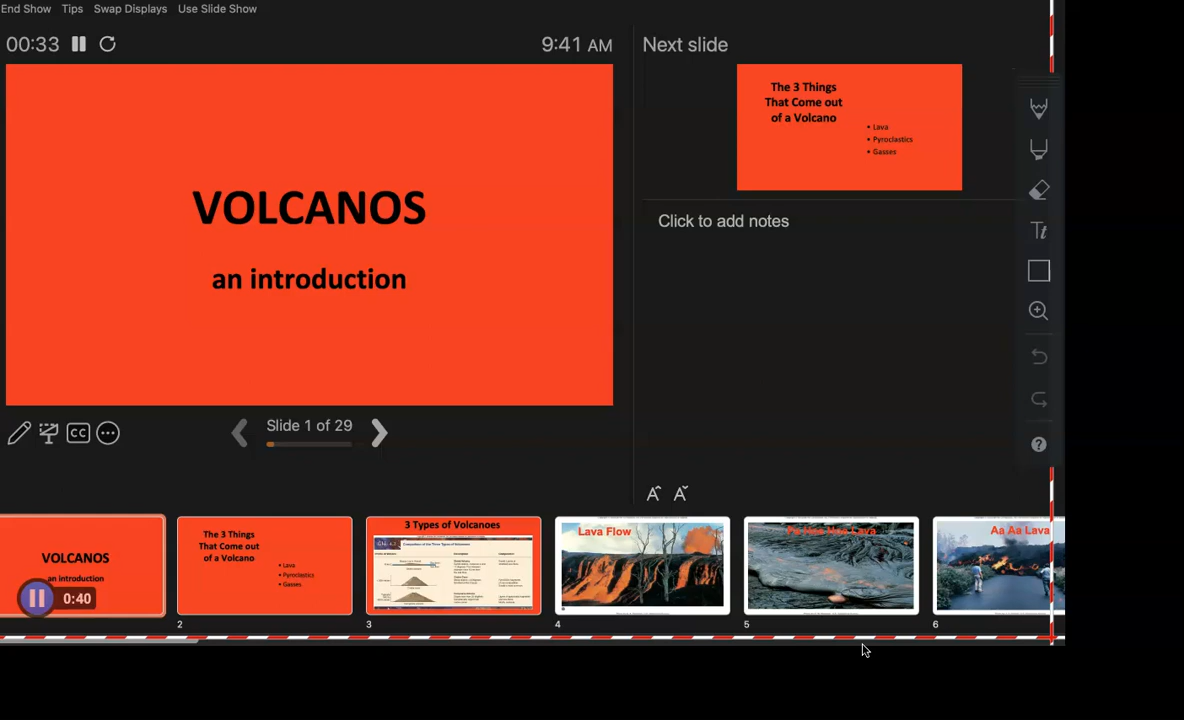 End Show Tips Swap Displays Use Slide Show
00:33
9:41 AM
Next slide
VOLCANOS
an introduction
The 3 Things
That Come out
of a Volcano
• Lava
• Pyroclastics
• Gasses
Click to add notes
Tt
CC
Slide 1 of 29
A A
VOLCANOS
an introduction
0:40
The 3 Things
That Come out
of a Volcano
• Lava
• Pyroclastics
• Gasses
2
3 Types of Volcanoes
3
Lava Flow
4
5
Aa Aa Lava
6